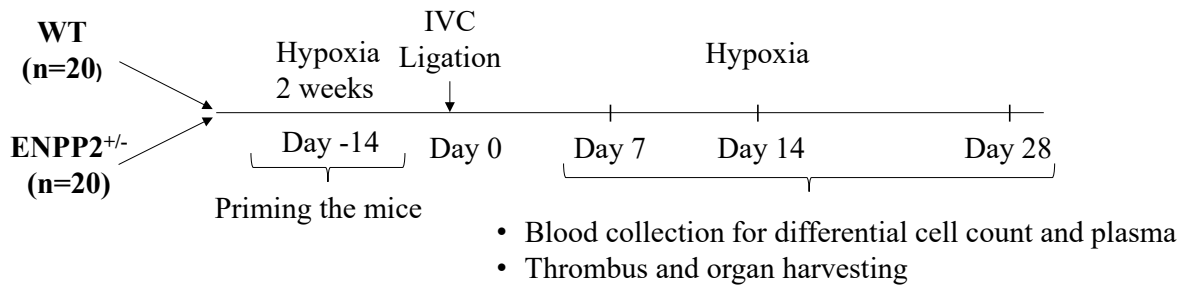 WT
(n=20)
ENPP2+/-
(n=20)
Hypoxia
2 weeks
IVC
Ligation
Hypoxia
Day -14
Day 0
Day 7
Day 14
Day 28
Priming the mice
• Blood collection for differential cell count and plasma
• Thrombus and organ harvesting